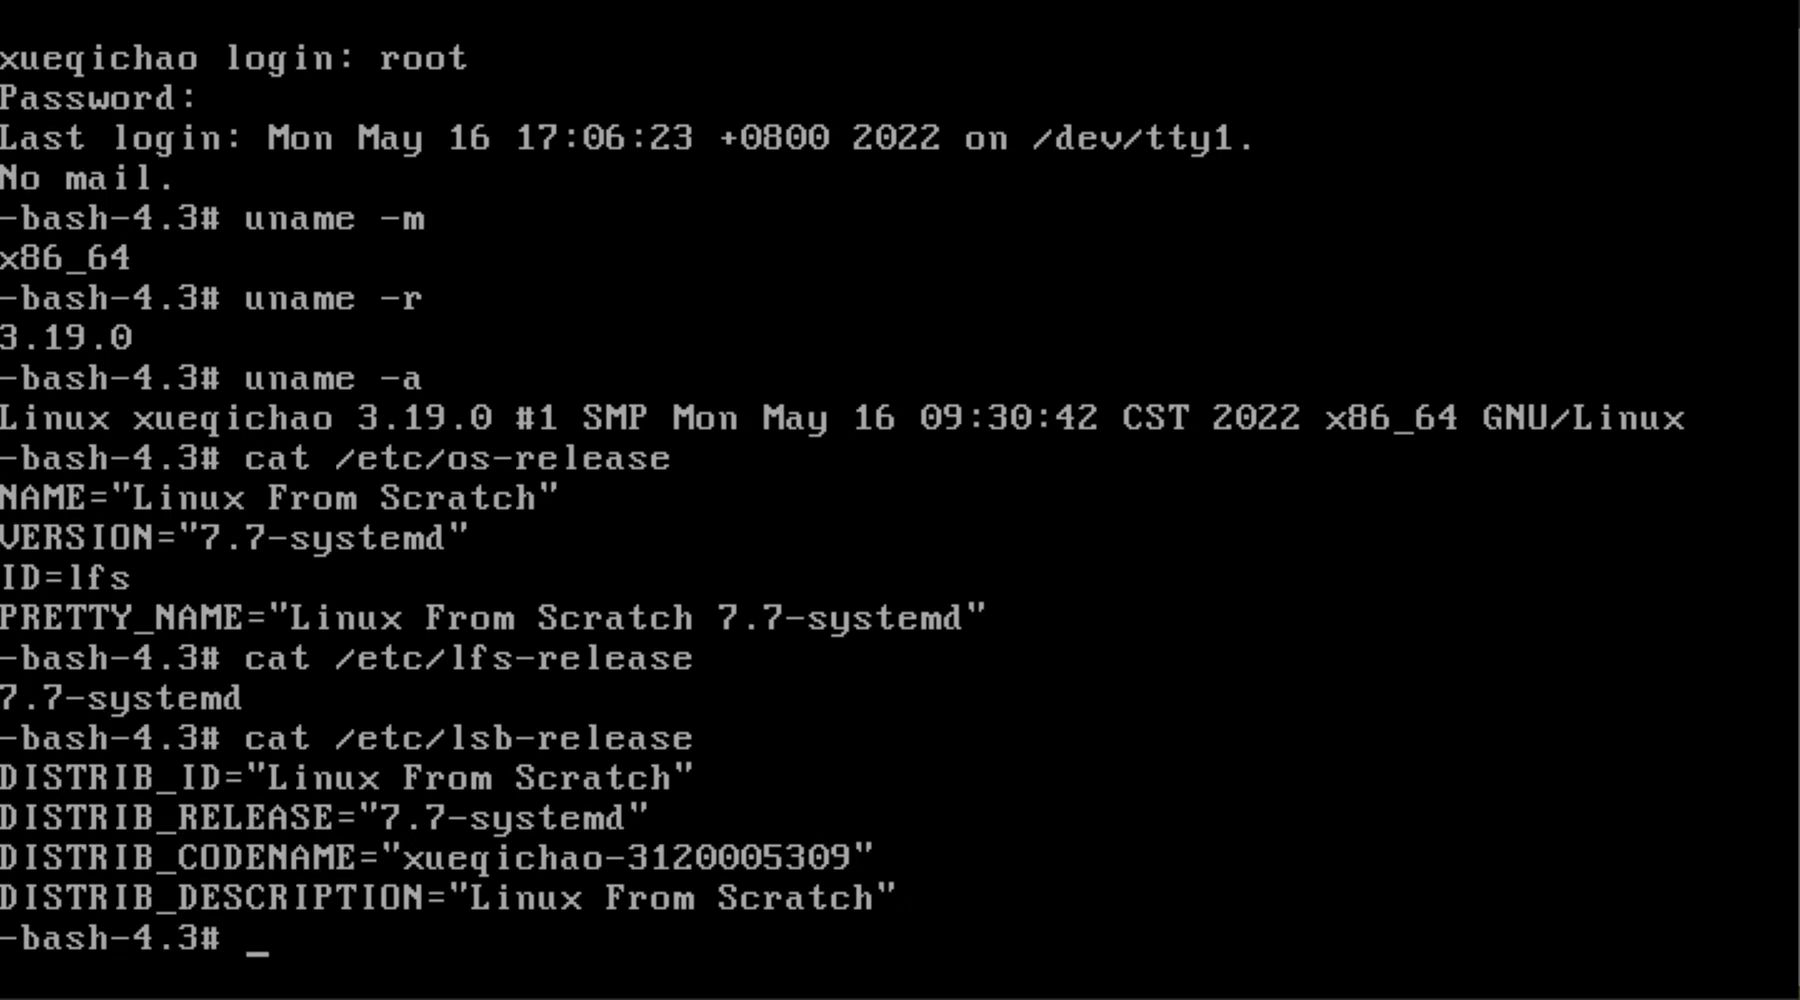 xueqichao login: root
Password:
Last login: Mon May 16 17:06:23 +0800 2022 on /dev/tty1.
No mail.
-bash-4.3# uname -m
x86_64
-bash-4.3# uname -r
3.19.0
-bash-4.3# uname -a
Linux xueqichao 3.19.0 #1 SMP Mon May 16 09:30:42 CST 2022 x86_64 GNU/Linux
-bash-4.3# cat /etc/os-release
NAME="Linux From Scratch"
VERSION="7.7-systemd"
ID=lfs
PRETTY_NAME="Linux From Scratch 7.7-systemd"
-bash-4.3# cat /etc/lfs-release
7.7-systemd
-bash-4.3# cat /etc/lsb-release
DISTRIB_ID="Linux From Scratch"
DISTRIB_RELEASE="7.7-systemd"
DISTRIB_CODENAME="xueqichao-3120005309"
DISTRIB_DESCRIPTION="Linux From Scratch"
-bash-4.3# _